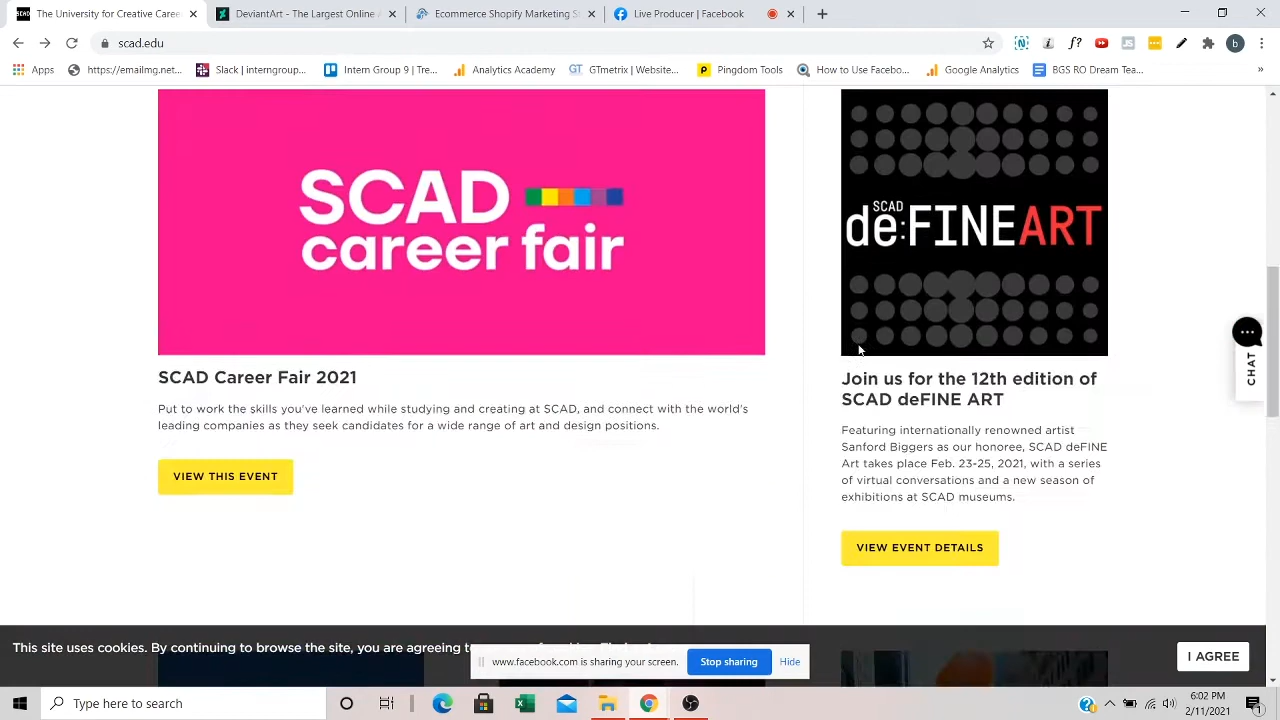 The University for Creative Careers
DeviantArt - The Largest Online A
Ecommerce Shopify Marketing S
Live Producer | Facebook
scad.edu
Apps
https://emailmg.net...
Slack | interngroup...
Intern Group 9 | Tre...
Analytics Academy
GTmetrix | Website...
Pingdom Tools
How to Use Facebo...
Google Analytics
BGS RO Dream Tea...
»
SCAD
career fair
SCAD
de:FINE ART
SCAD Career Fair 2021
Put to work the skills you've learned while studying and creating at SCAD, and connect with the world's
leading companies as they seek candidates for a wide range of art and design positions.
VIEW THIS EVENT
Join us for the 12th edition of
SCAD deFINE ART
Featuring internationally renowned artist
Sanford Biggers as our honoree, SCAD deFINE
Art takes place Feb. 23-25, 2021, with a series
of virtual conversations and a new season of
exhibitions at SCAD museums.
VIEW EVENT DETAILS
CHAT
This site uses cookies. By continuing to browse the site, you are agreeing to
I AGREE
www.facebook.com is sharing your screen.
Stop sharing
Hide
Type here to search
6:02 PM
2/11/2021